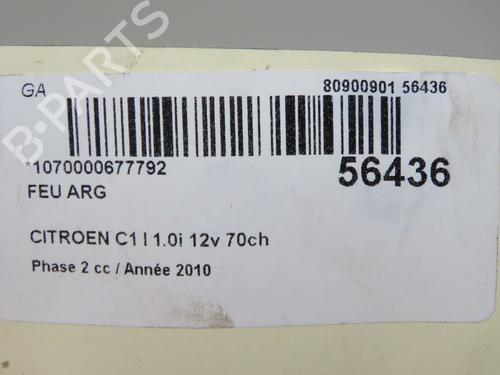 GA 80900901 56436
*1070000677792 56436
FEU ARG
CITROEN C1 I 1.0i 12v 70ch
Phase 2 cc / Année 2010
B-PARTS